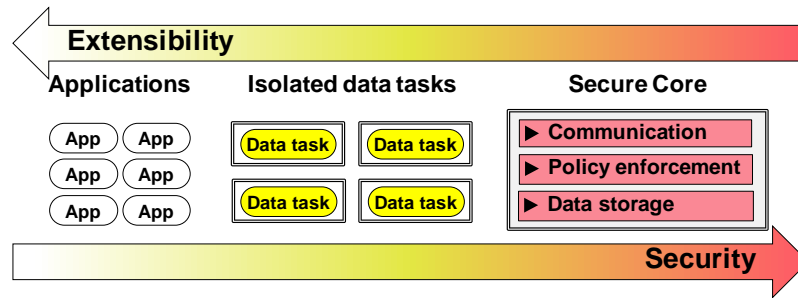 Extensibility
Applications Isolated data tasks Secure Core
App App Data task Data task Communication
App App Policy enforcement
App App Data task Data task Data storage
Security